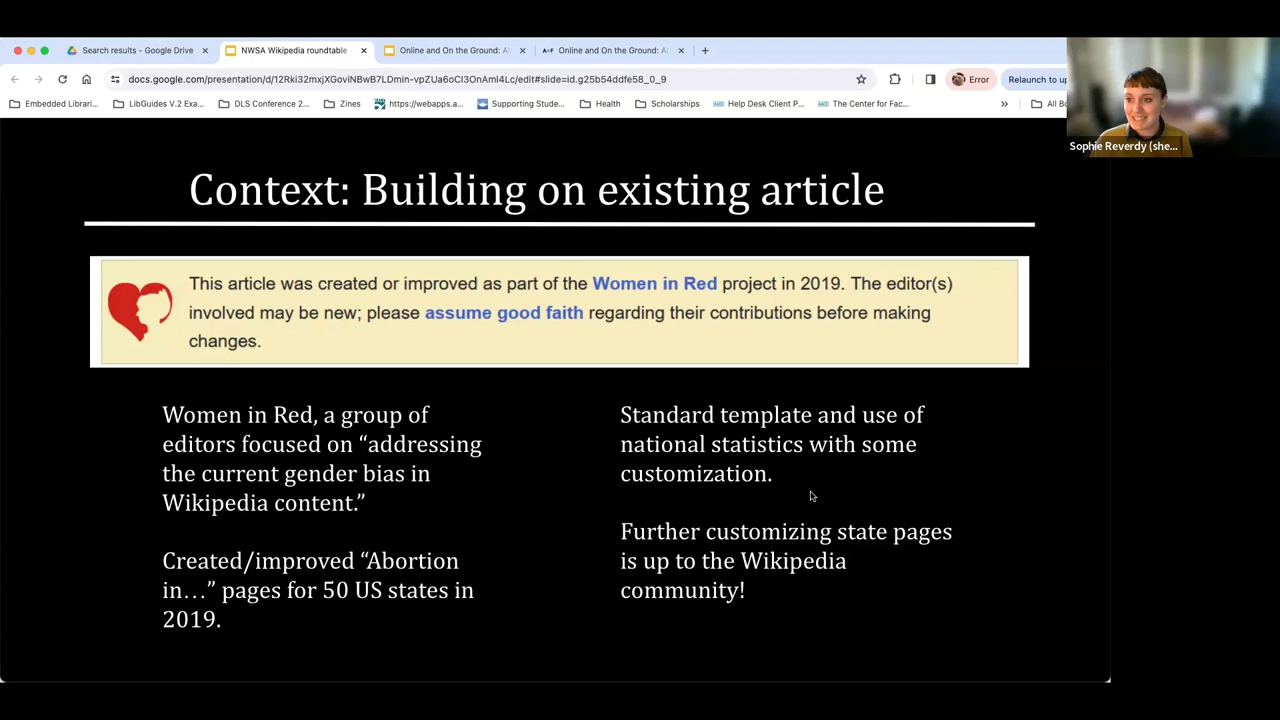 Search results - Google Drive
NWSA Wikipedia roundtable
Online and On the Ground: Al
A+F Online and On the Ground: Al
docs.google.com/presentation/d/12Rki32mxjXGoviNBwB7LDmin-vpZUa6oCI3OnAmI4Lc/edit#slide=id.g25b54ddfe58_0_9
Error
Relaunch to up
Embedded Librari...
LibGuides V.2 Exa...
DLS Conference 2...
Zines
https://webapps.a...
Supporting Stude...
Health
Scholarships
Help Desk Client P...
The Center for Fac...
All Bo
Sophie Reverdy (she...
Context: Building on existing article
This article was created or improved as part of the Women in Red project in 2019. The editor(s)
involved may be new; please assume good faith regarding their contributions before making
changes.
Women in Red, a group of
editors focused on “addressing
the current gender bias in
Wikipedia content.”
Created/improved “Abortion
in…” pages for 50 US states in
2019.
Standard template and use of
national statistics with some
customization.
Further customizing state pages
is up to the Wikipedia
community!